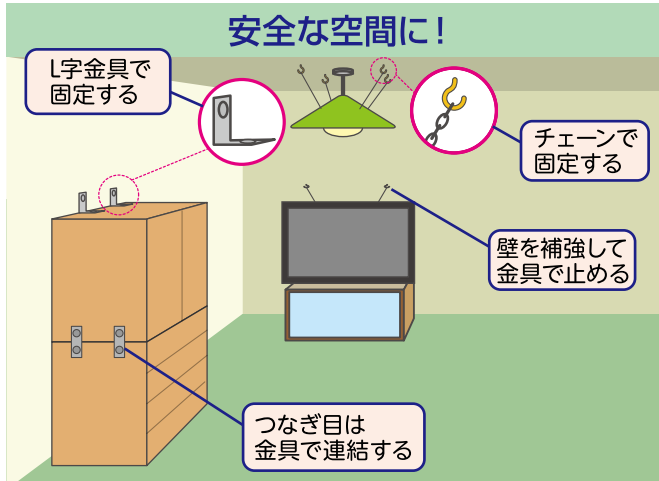 安全な空間に！
L字金具で
固定する
チェーンで
固定する
壁を補強して
金具で止める
つなぎ目は
金具で連結する